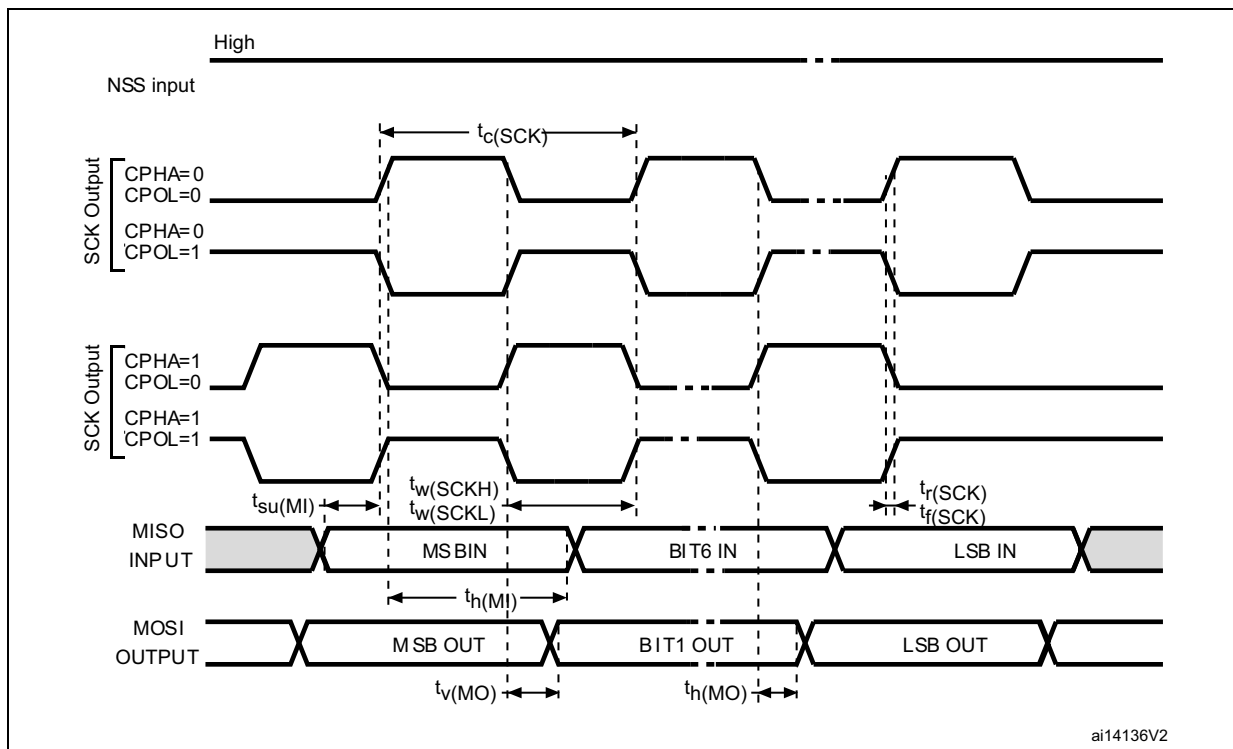 High
NSS input
tc(SCK)
SCK Output
CPHA=0
CPOL=0
CPHA=0
CPOL=1
SCK Output
CPHA=1
CPOL=0
CPHA=1
CPOL=1
tsu(MI)
tw(SCKH)
tw(SCKL)
tr(SCK)
tf(SCK)
MISO
INPUT
MSBIN
BIT6 IN
LSB IN
th(MI)
MOSI
OUTPUT
MSB OUT
BIT1 OUT
LSB OUT
tv(MO)
th(MO)
ai14136V2